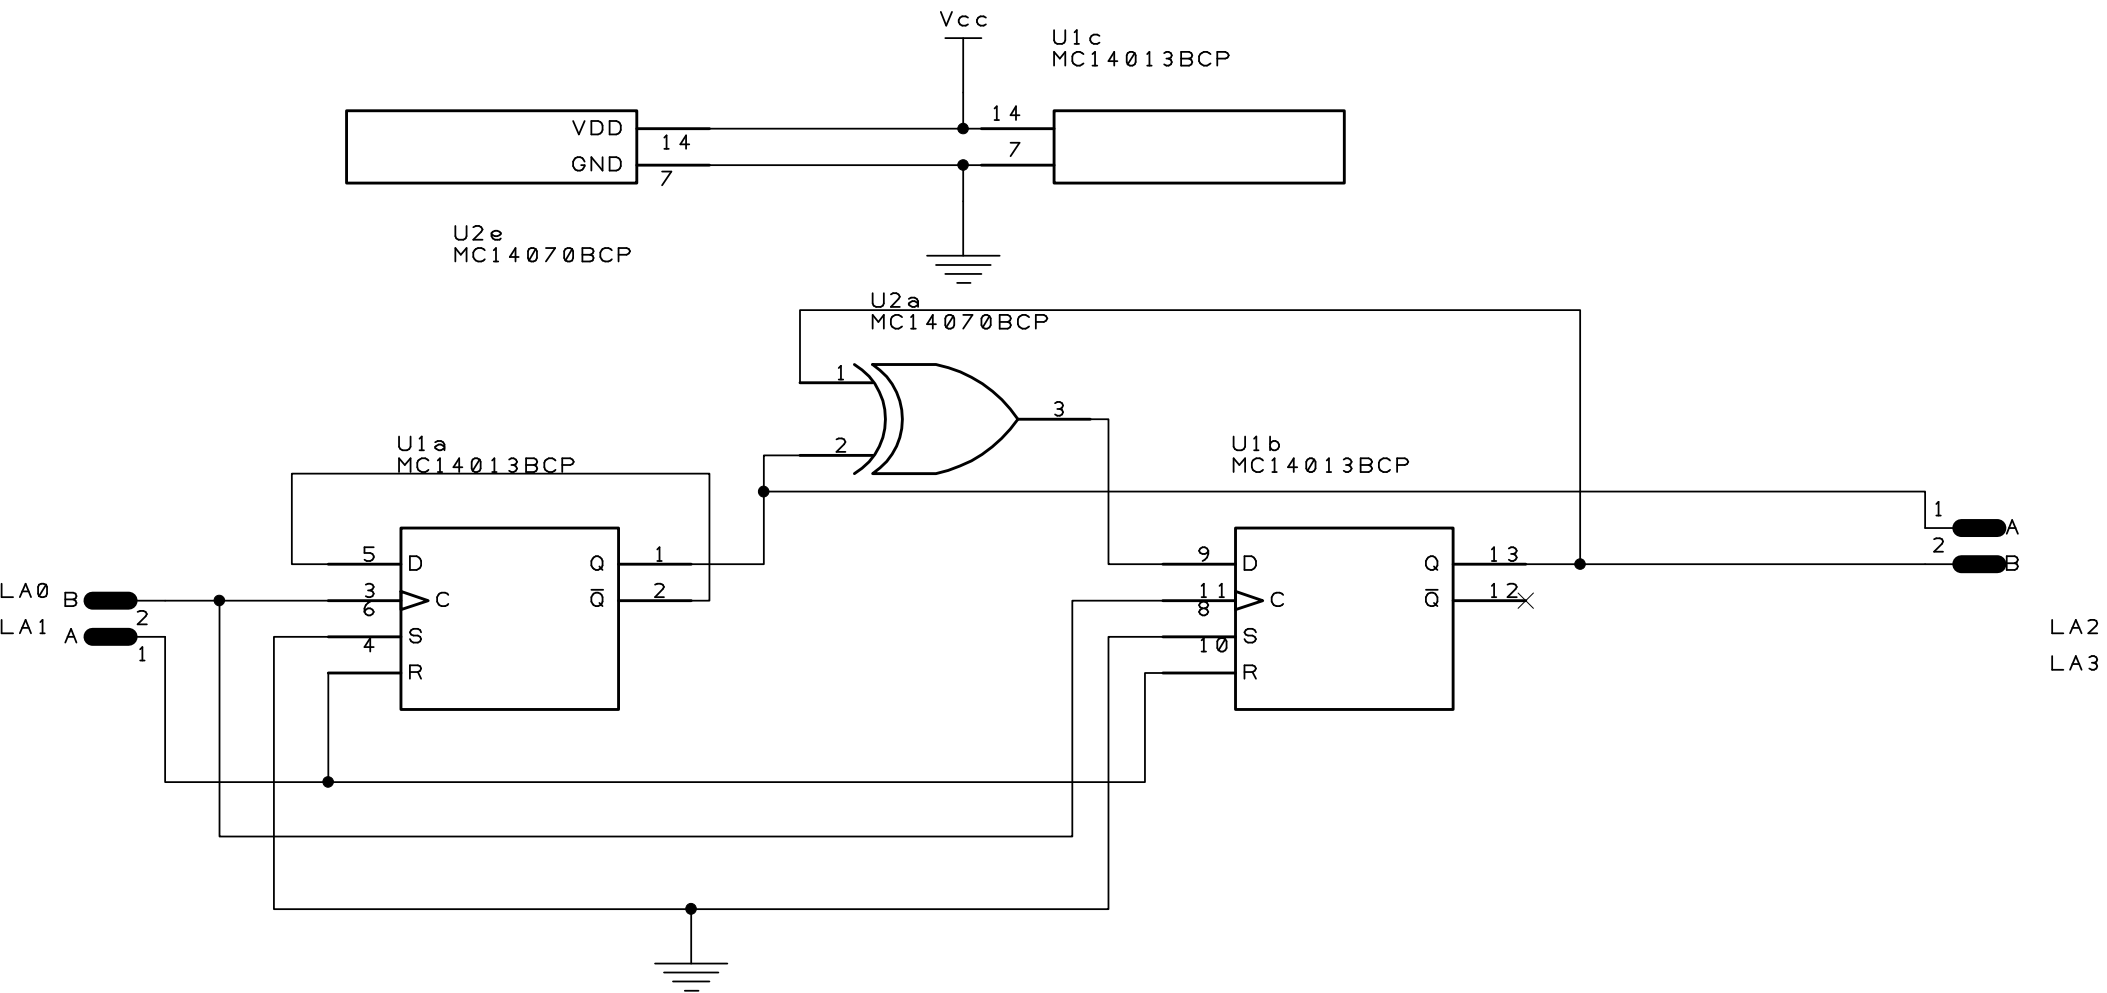 Vcc
U1c
MC14013BCP
14
VDD
14
7
GND
7
U2e
MC14070BCP
U2a
MC14070BCP
1
3
2
U1a
MC14013BCP
U1b
MC14013BCP
1
A
5
D
Q
1
9
D
Q
13
2
B
LA0
B
2
3
C
Q
2
11
C
Q
12
6
8
LA1
A
1
S
4
S
10
LA2
R
R
LA3